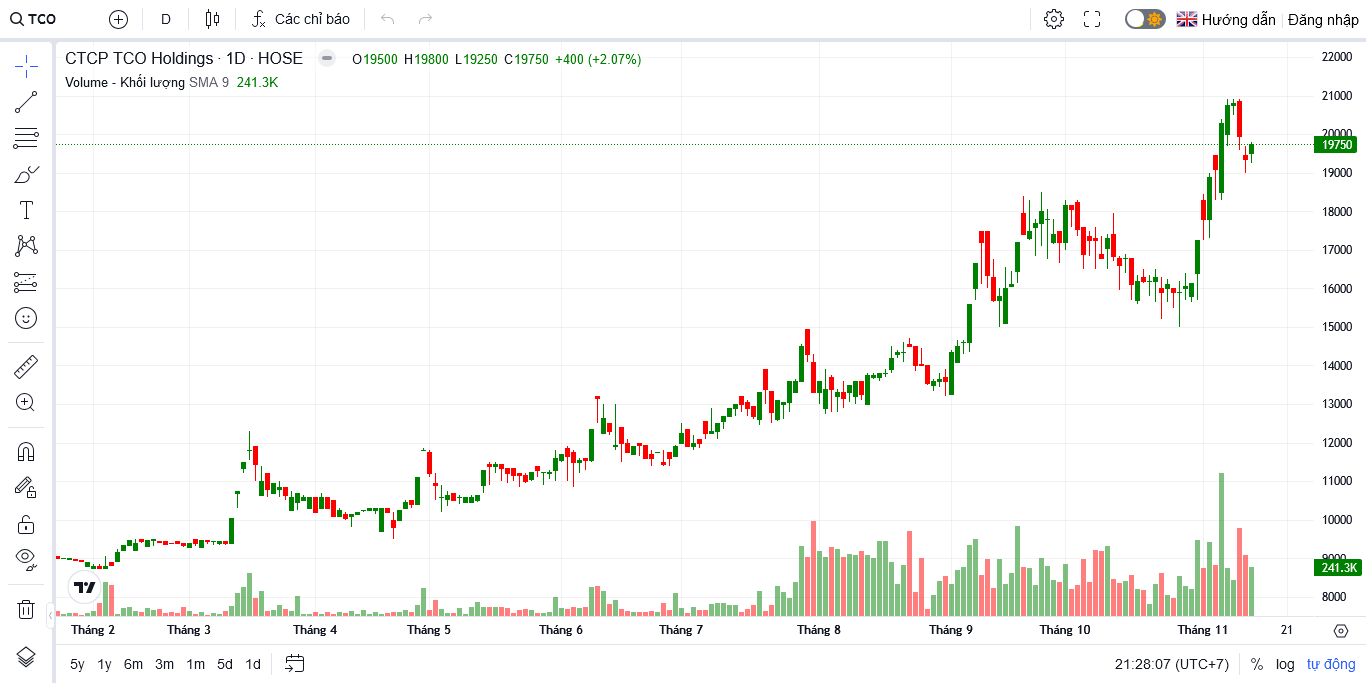 TCO D Các chỉ báo Hướng dẫn Đăng nhập
CTCP TCO Holdings · 1D · HOSE O19500 H19800 L19250 C19750 +400 (+2.07%)
Volume - Khối lượng SMA 9 241.3K
22000
21000
20000
19750
19000
18000
17000
16000
15000
14000
13000
12000
11000
10000
9000
241.3K
8000
Tháng 2 Tháng 3 Tháng 4 Tháng 5 Tháng 6 Tháng 7 Tháng 8 Tháng 9 Tháng 10 Tháng 11 21
5y 1y 6m 3m 1m 5d 1d 21:28:07 (UTC+7) % log tự động